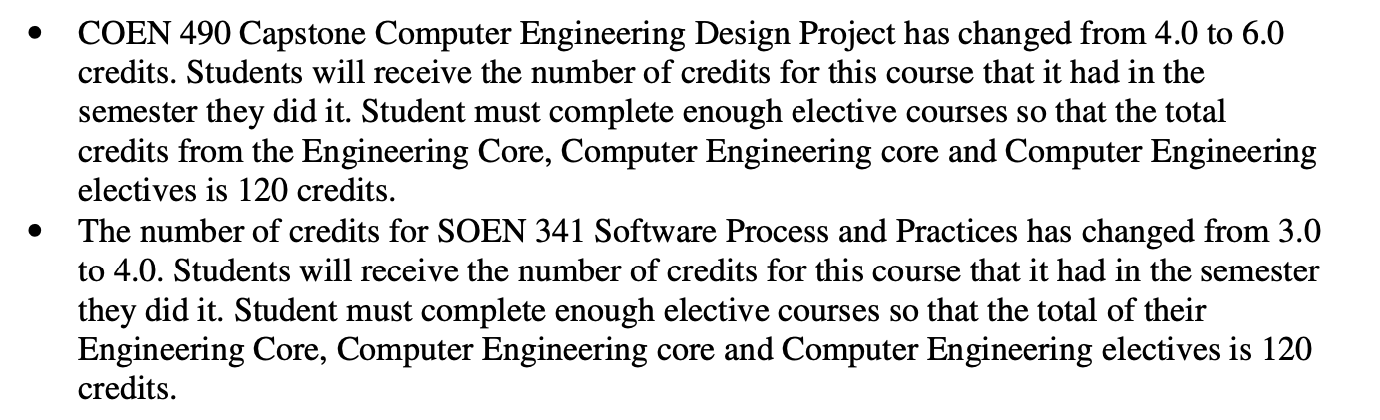 • COEN 490 Capstone Computer Engineering Design Project has changed from 4.0 to 6.0
credits. Students will receive the number of credits for this course that it had in the
semester they did it. Student must complete enough elective courses so that the total
credits from the Engineering Core, Computer Engineering core and Computer Engineering
electives is 120 credits.
• The number of credits for SOEN 341 Software Process and Practices has changed from 3.0
to 4.0. Students will receive the number of credits for this course that it had in the semester
they did it. Student must complete enough elective courses so that the total of their
Engineering Core, Computer Engineering core and Computer Engineering electives is 120
credits.